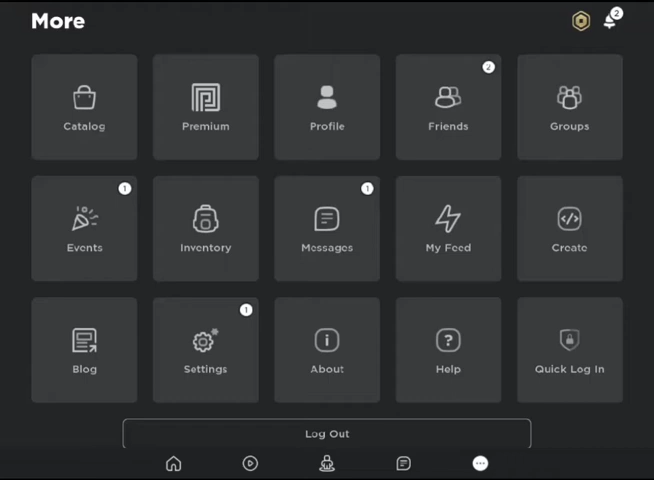 More
2
Catalog
Premium
Profile
2
Friends
Groups
1
Events
Inventory
1
Messages
My Feed
Create
Blog
1
Settings
About
Help
Quick Log In
Log Out